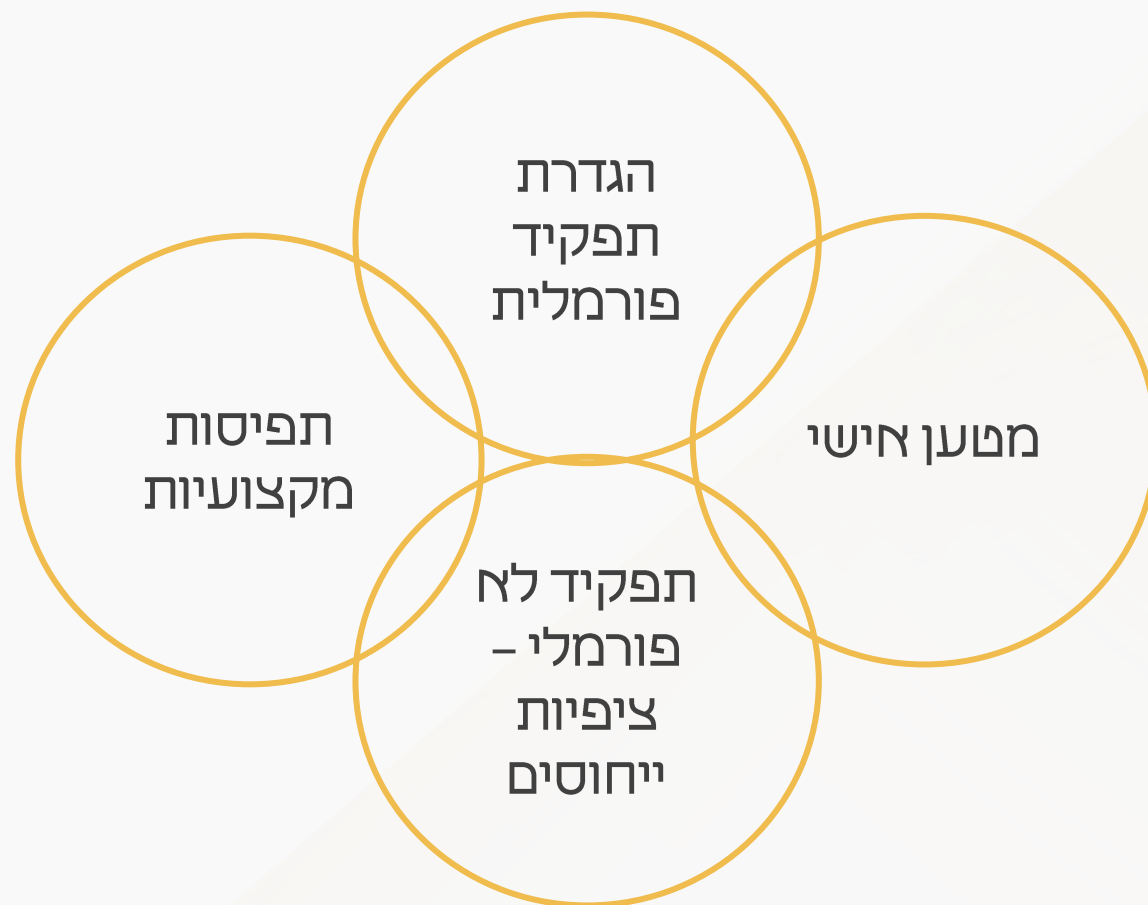 הגדרת
תפקיד
פורמלית
מטען אישי
תפיסות
מקצועיות
תפקיד לא
פורמלי –
ציפיות
ייחוסים